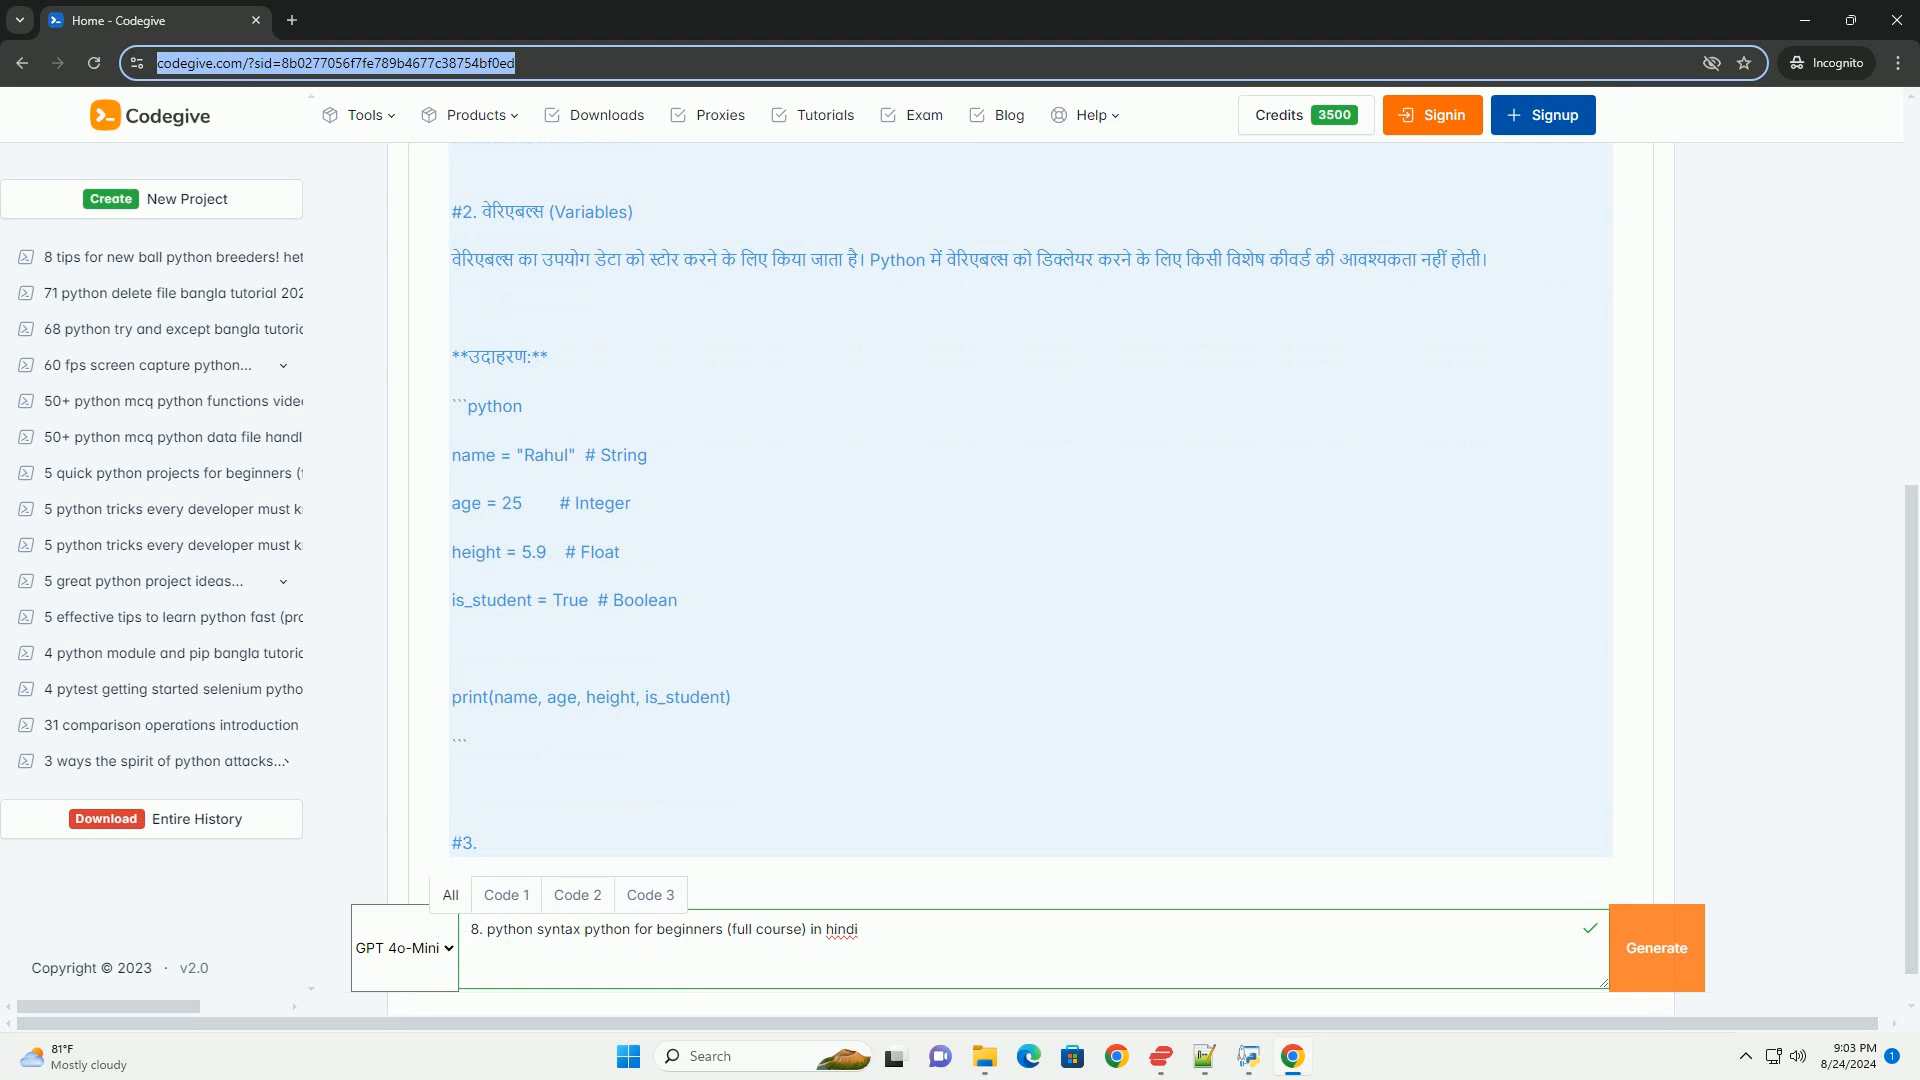 Home - Codegive
codegive.com/?sid=8b0277056f7fe789b4677c38754bf0ed
Incognito
Codegive
Tools
Products
Downloads
Proxies
Tutorials
Exam
Blog
Help
Credits 3500
Signin
Signup
Create New Project
8 tips for new ball python breeders! het
71 python delete file bangla tutorial 202
68 python try and except bangla tutoric
60 fps screen capture python...
50+ python mcq python functions vide
50+ python mcq python data file handl
5 quick python projects for beginners (
5 python tricks every developer must k
5 python tricks every developer must k
5 great python project ideas...
5 effective tips to learn python fast (pro
4 python module and pip bangla tutoric
4 pytest getting started selenium pytho
31 comparison operations introduction
3 ways the spirit of python attacks...
Download Entire History
Copyright © 2023 · v2.0
#2. वेरिएबल्स (Variables)
वेरिएबल्स का उपयोग डेटा को स्टोर करने के लिए किया जाता है। Python में वेरिएबल्स को डिक्लेयर करने के लिए किसी विशेष कीवर्ड की आवश्यकता नहीं होती।
**उदाहरण:**
```python
name = "Rahul" # String
age = 25 # Integer
height = 5.9 # Float
is_student = True # Boolean
print(name, age, height, is_student)
```
#3.
All
Code 1
Code 2
Code 3
GPT 4o-Mini
8. python syntax python for beginners (full course) in hindi
Generate
81°F
Mostly cloudy
Search
9:03 PM
8/24/2024
1